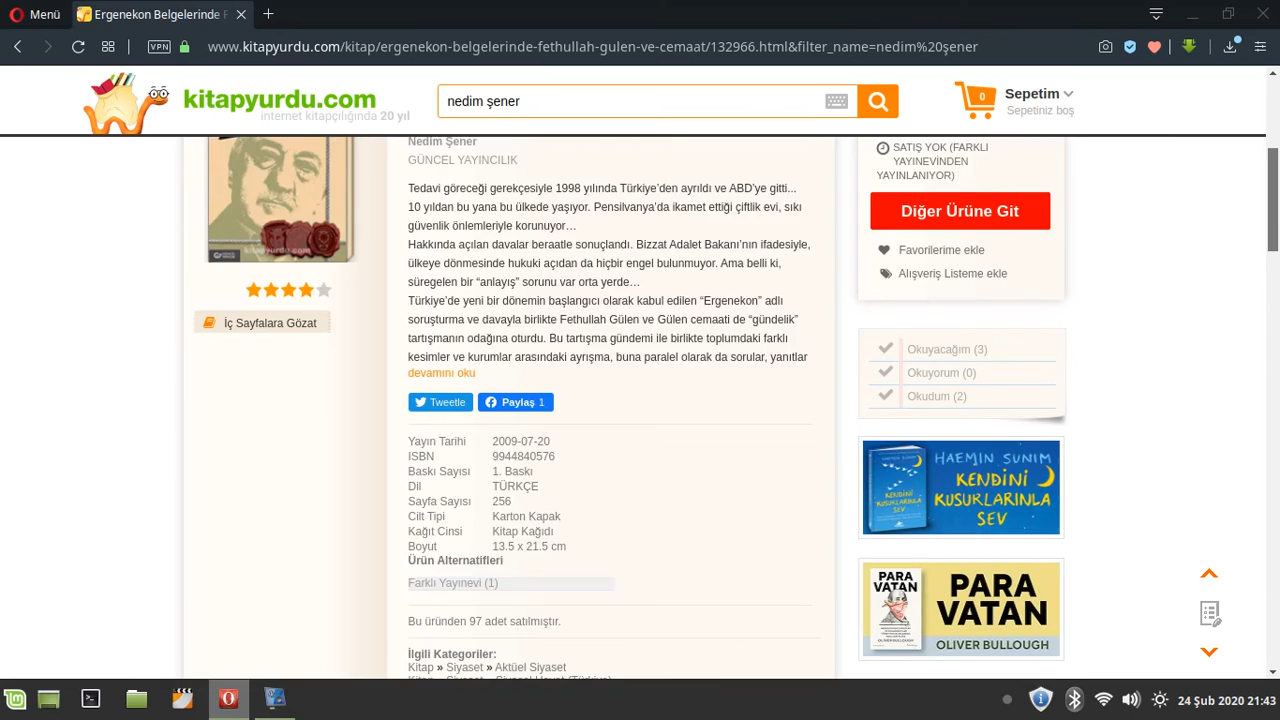 Menü
Ergenekon Belgelerinde F
VPN
www.kitapyurdu.com/kitap/ergenekon-belgelerinde-fethullah-gulen-ve-cemaat/132966.html&filter_name=nedim%20şener
kitapyurdu.com
internet kitapçılığında 20 yıl
nedim şener
0
Sepetim
Sepetiniz boş
kitapyurdu.com
İç Sayfalara Gözat
Nedim Şener
GÜNCEL YAYINCILIK
Tedavi göreceği gerekçesiyle 1998 yılında Türkiye’den ayrıldı ve ABD’ye gitti...
10 yıldan bu yana bu ülkede yaşıyor. Pensilvanya’da ikamet ettiği çiftlik evi, sıkı
güvenlik önlemleriyle korunuyor…
Hakkında açılan davalar beraatle sonuçlandı. Bizzat Adalet Bakanı’nın ifadesiyle,
ülkeye dönmesinde hukuki açıdan da hiçbir engel bulunmuyor. Ama belli ki,
süregelen bir “anlayış” sorunu var orta yerde…
Türkiye’de yeni bir dönemin başlangıcı olarak kabul edilen “Ergenekon” adlı
soruşturma ve davayla birlikte Fethullah Gülen ve Gülen cemaati de “gündelik”
tartışmanın odağına oturdu. Bu tartışma gündemi ile birlikte toplumdaki farklı
kesimler ve kurumlar arasındaki ayrışma, buna paralel olarak da sorular, yanıtlar
devamını oku
Tweetle
Paylaş 1
Yayın Tarihi 2009-07-20
ISBN 9944840576
Baskı Sayısı 1. Baskı
Dil TÜRKÇE
Sayfa Sayısı 256
Cilt Tipi Karton Kapak
Kağıt Cinsi Kitap Kağıdı
Boyut 13.5 x 21.5 cm
Ürün Alternatifleri
Farklı Yayınevi (1)
Bu üründen 97 adet satılmıştır.
İlgili Kategoriler:
Kitap » Siyaset » Aktüel Siyaset
SATIŞ YOK (FARKLI
YAYINEVİNDEN
YAYINLANIYOR)
Diğer Ürüne Git
Favorilerime ekle
Alışveriş Listeme ekle
Okuyacağım (3)
Okuyorum (0)
Okudum (2)
HAEMIN SUNIM
KENDİNİ
KUSURLARINLA
SEV
KENDİNİ
KUSURLARINLA
SEV
PARA
VATAN
PARA
VATAN
OLIVER BULLOUGH
24 Şub 2020 21:43